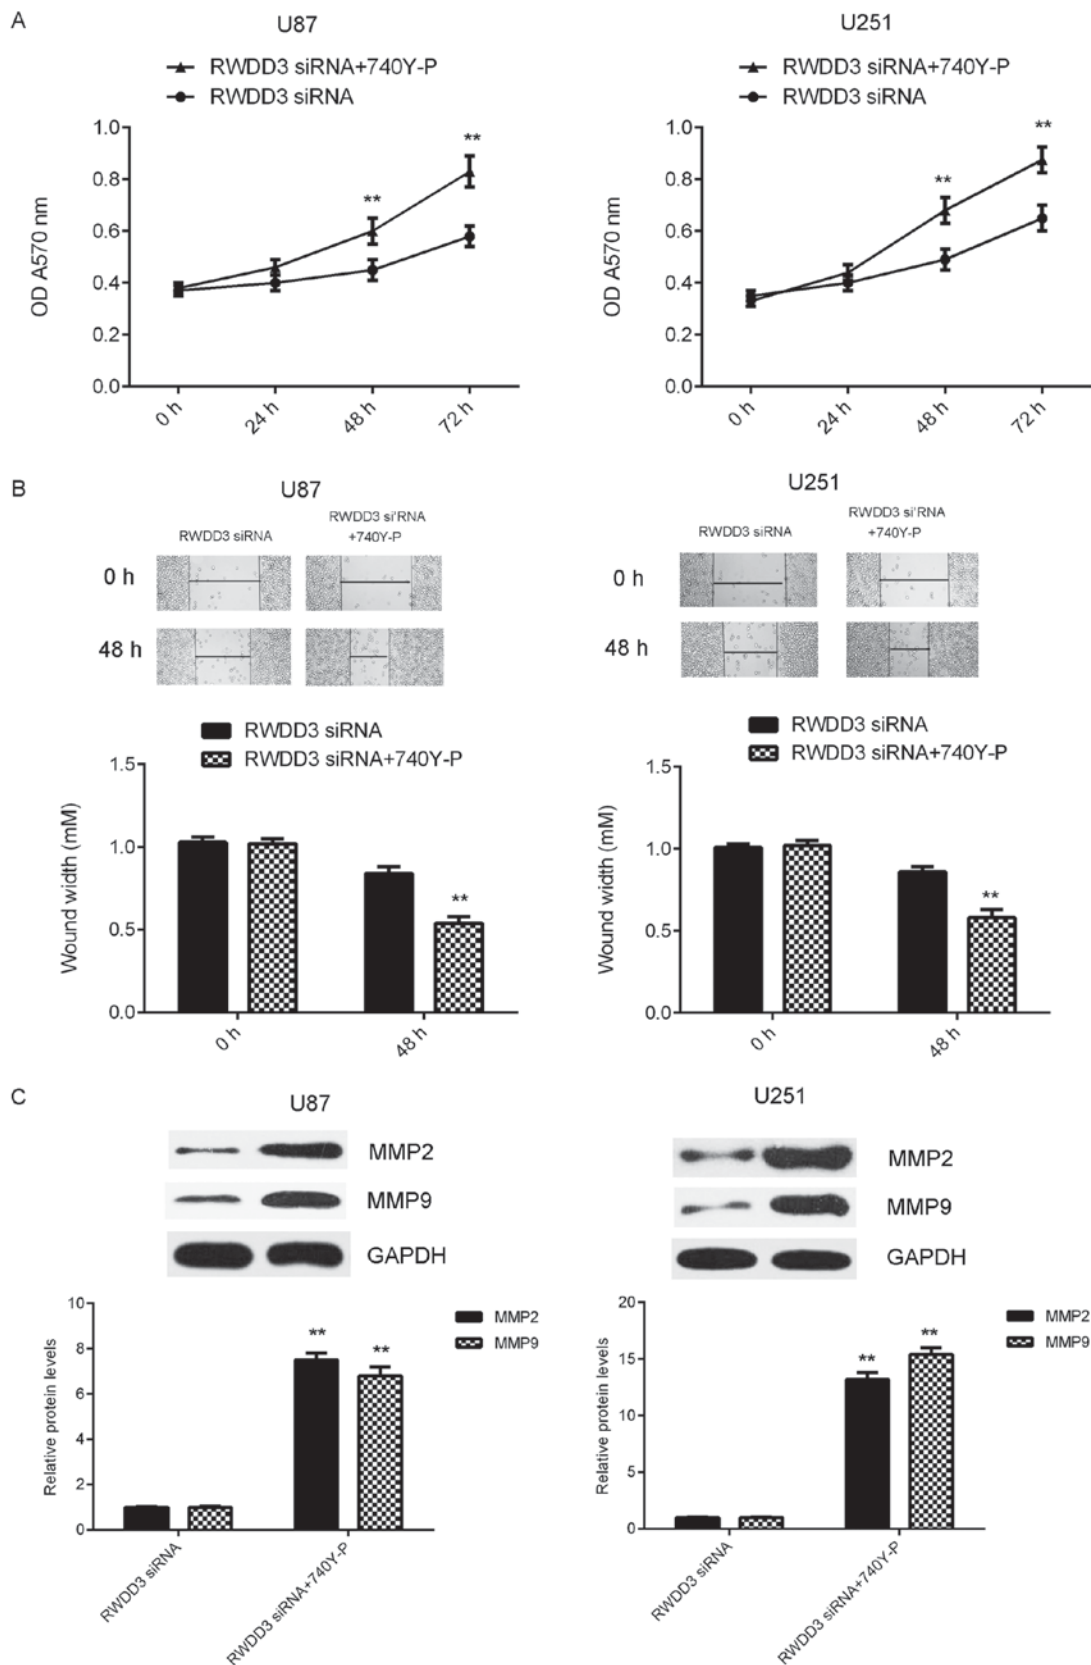 A
U87
RWDD3 siRNA+740Y-P
RWDD3 siRNA
OD A570 nm
1.0
0.8
0.6
0.4
0.2
0.0
**
**
0 h
24 h
48 h
72 h
U251
RWDD3 siRNA+740Y-P
RWDD3 siRNA
OD A570 nm
1.0
0.8
0.6
0.4
0.2
0.0
**
**
0 h
24 h
48 h
72 h
B
U87
RWDD3 siRNA
RWDD3 si'RNA
+740Y-P
0 h
48 h
RWDD3 siRNA
RWDD3 siRNA+740Y-P
Wound width (mM)
1.5
1.0
0.5
0.0
**
0 h
48 h
U251
RWDD3 siRNA
RWDD3 si'RNA
+740Y-P
0 h
48 h
RWDD3 siRNA
RWDD3 siRNA+740Y-P
Wound width (mM)
1.5
1.0
0.5
0.0
**
0 h
48 h
C
U87
MMP2
MMP9
GAPDH
Relative protein levels
10
8
6
4
2
0
**
**
MMP2
MMP9
RWDD3 siRNA
RWDD3 siRNA+740Y-P
U251
MMP2
MMP9
GAPDH
Relative protein levels
20
15
10
5
0
**
**
MMP2
MMP9
RWDD3 siRNA
RWDD3 siRNA+740Y-P